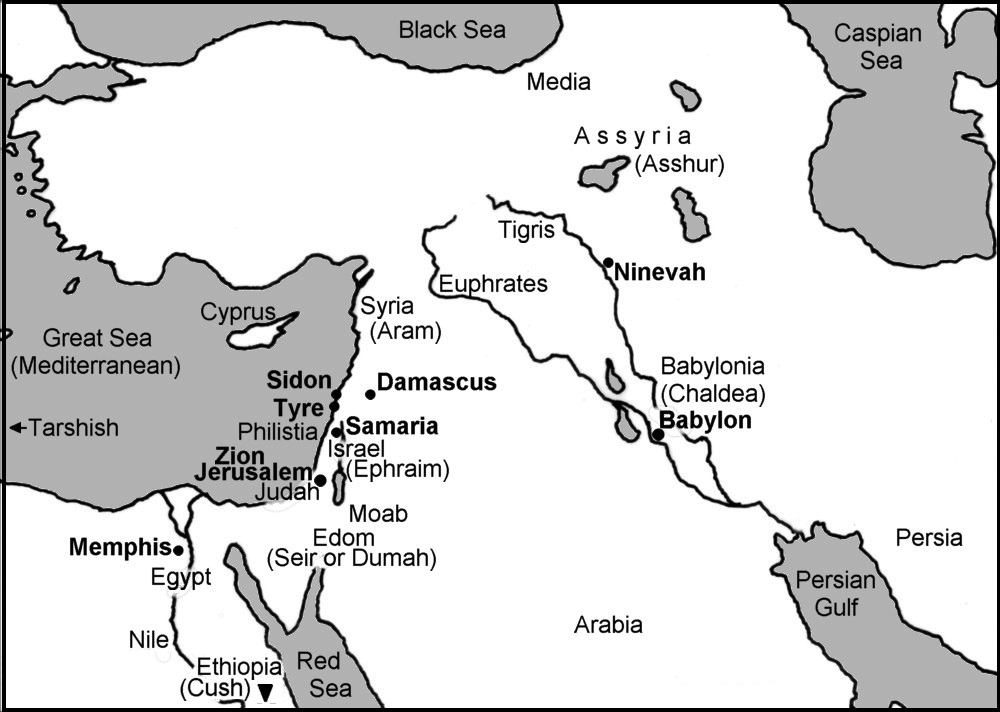 Black Sea
Caspian
Sea
Media
Assyria
(Asshur)
Tigris
Ninevah
Euphrates
Cyprus
Syria
(Aram)
Great Sea
(Mediterranean)
Babylonia
(Chaldea)
Sidon
Damascus
Tyre
Babylon
Tarshish
Philistia
Samaria
Israel
(Ephraim)
Zion
Jerusalem
Judah
Moab
Edom
(Seir or Dumah)
Memphis
Persia
Egypt
Persian
Gulf
Arabia
Nile
Ethiopia
(Cush)
Red
Sea